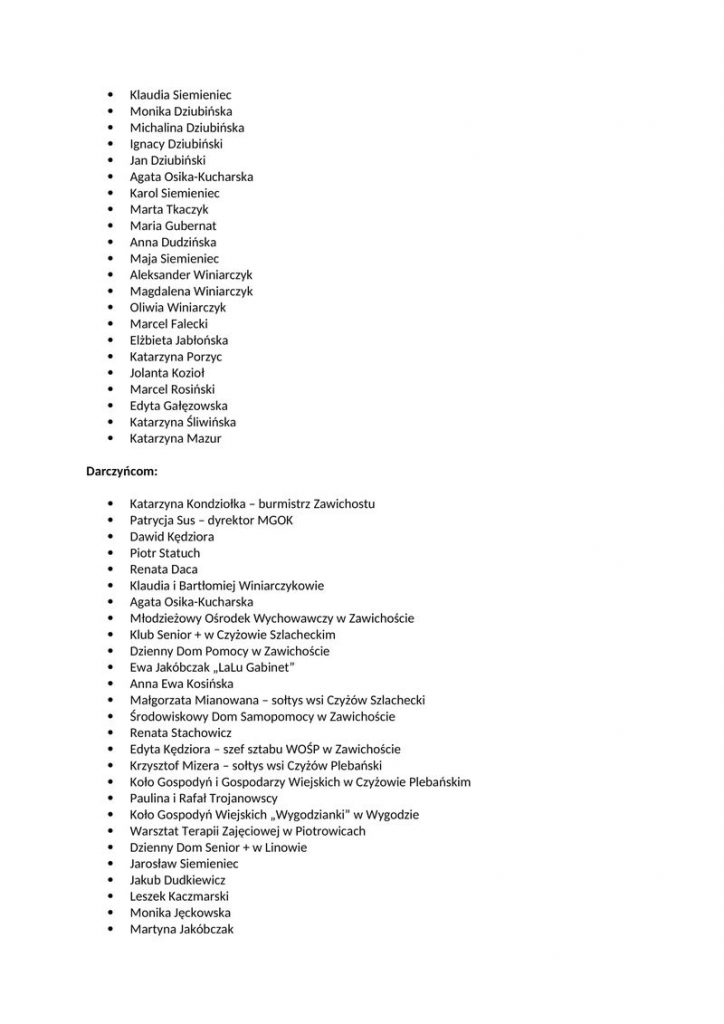 • Klaudia Siemieniec
• Monika Dziubińska
• Michalina Dziubińska
• Ignacy Dziubiński
• Jan Dziubiński
• Agata Osika-Kucharska
• Karol Siemieniec
• Marta Tkaczyk
• Maria Gubernat
• Anna Dudzińska
• Maja Siemieniec
• Aleksander Winiarczyk
• Magdalena Winiarczyk
• Oliwia Winiarczyk
• Marcel Falecki
• Elżbieta Jabłońska
• Katarzyna Porzyc
• Jolanta Kozioł
• Marcel Rosiński
• Edyta Gałęzowska
• Katarzyna Śliwińska
• Katarzyna Mazur
Darczyńcom:
• Katarzyna Kondziołka – burmistrz Zawichostu
• Patrycja Sus – dyrektor MGOK
• Dawid Kędziora
• Piotr Statuch
• Renata Daca
• Klaudia i Bartłomiej Winiarczykowie
• Agata Osika-Kucharska
• Młodzieżowy Ośrodek Wychowawczy w Zawichoście
• Klub Senior + w Czyżowie Szlacheckim
• Dzienny Dom Pomocy w Zawichoście
• Ewa Jakóbczak „LaLu Gabinet”
• Anna Ewa Kosińska
• Małgorzata Mianowana – sołtys wsi Czyżów Szlachecki
• Środowiskowy Dom Samopomocy w Zawichoście
• Renata Stachowicz
• Edyta Kędziora – szef sztabu WOŚP w Zawichoście
• Krzysztof Mizera – sołtys wsi Czyżów Plebański
• Koło Gospodyń i Gospodarzy Wiejskich w Czyżowie Plebańskim
• Paulina i Rafał Trojanowscy
• Koło Gospodyń Wiejskich „Wygodzianki” w Wygodzie
• Warsztat Terapii Zajęciowej w Piotrowicach
• Dzienny Dom Senior + w Linowie
• Jarosław Siemieniec
• Jakub Dudkiewicz
• Leszek Kaczmarski
• Monika Jęckowska
• Martyna Jakóbczak